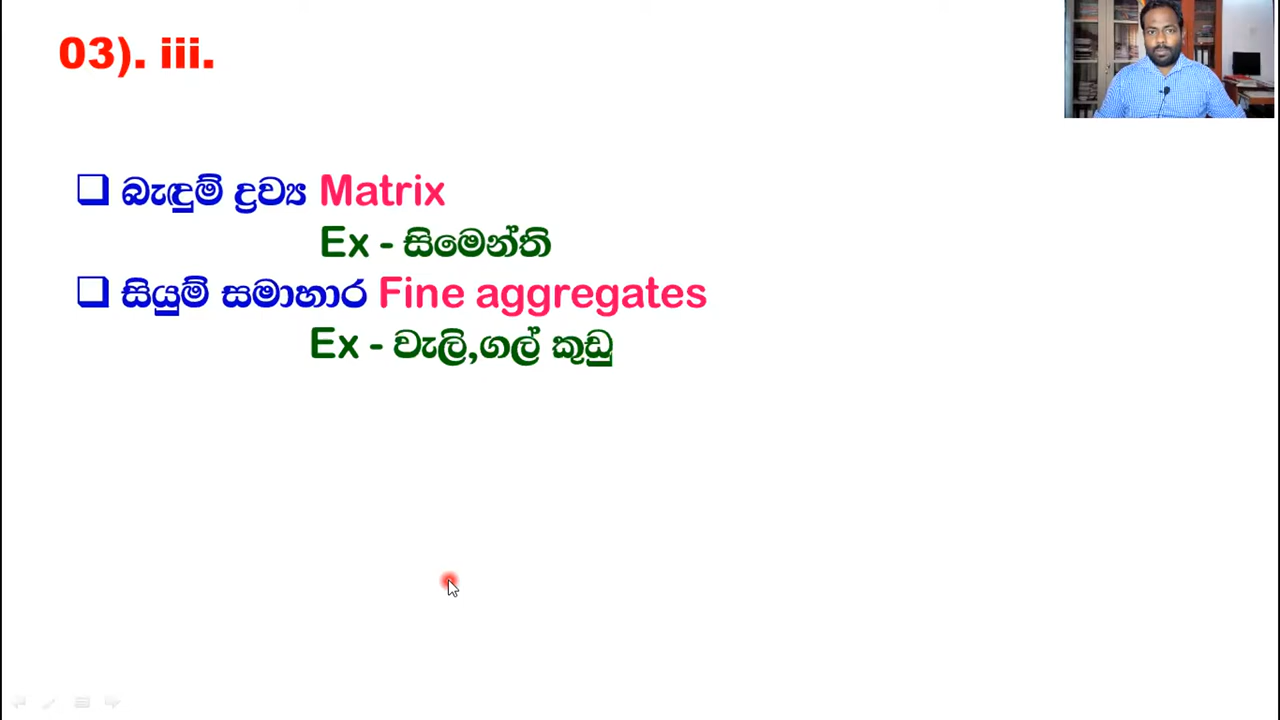 03). iii.
❑ බැඳුම් ද්‍රව්‍ය Matrix
Ex - සිමෙන්ති
❑ සියුම් සමාහාර Fine aggregates
Ex - වැලි,ගල් කුඩු